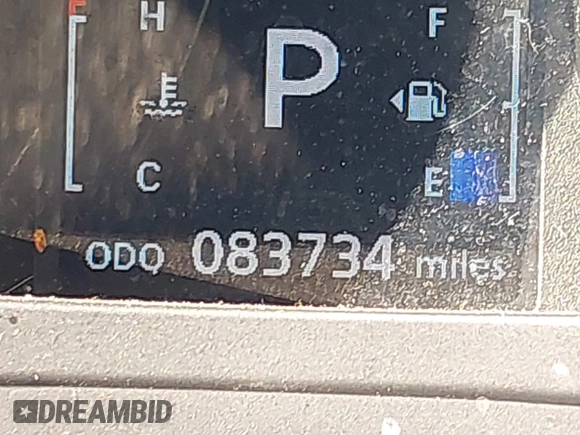 H F
P
E
C E
ODO 083734 miles
DREAMBID